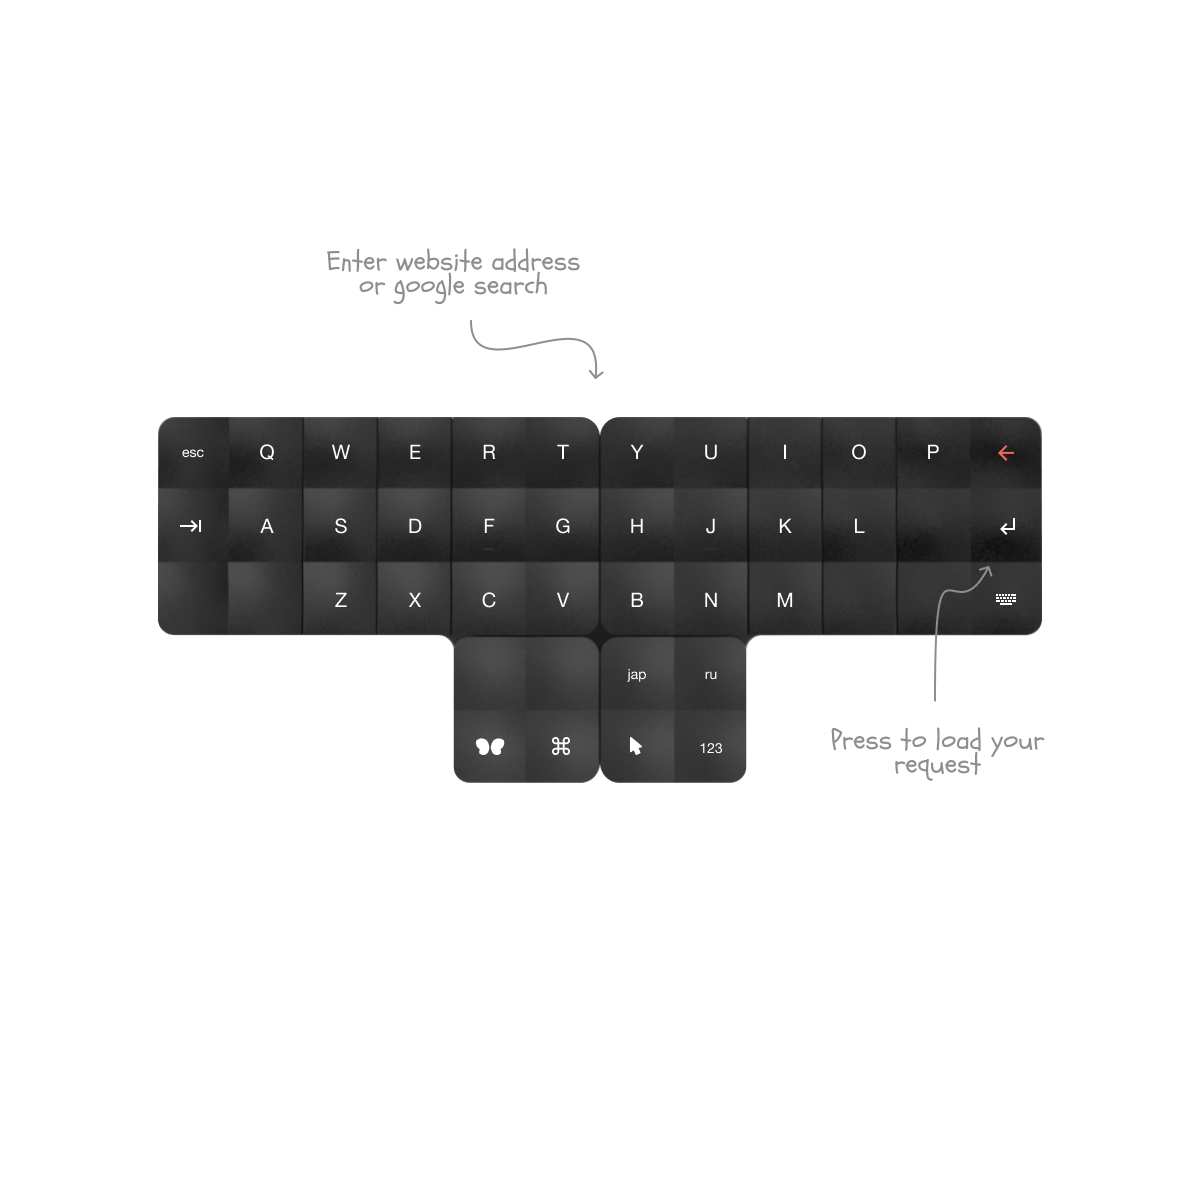 Enter website address
or google search
esc Q W E R T Y U I O P
A S D F G H J K L
Z X C V B N M
jap ru
123
Press to load your
request